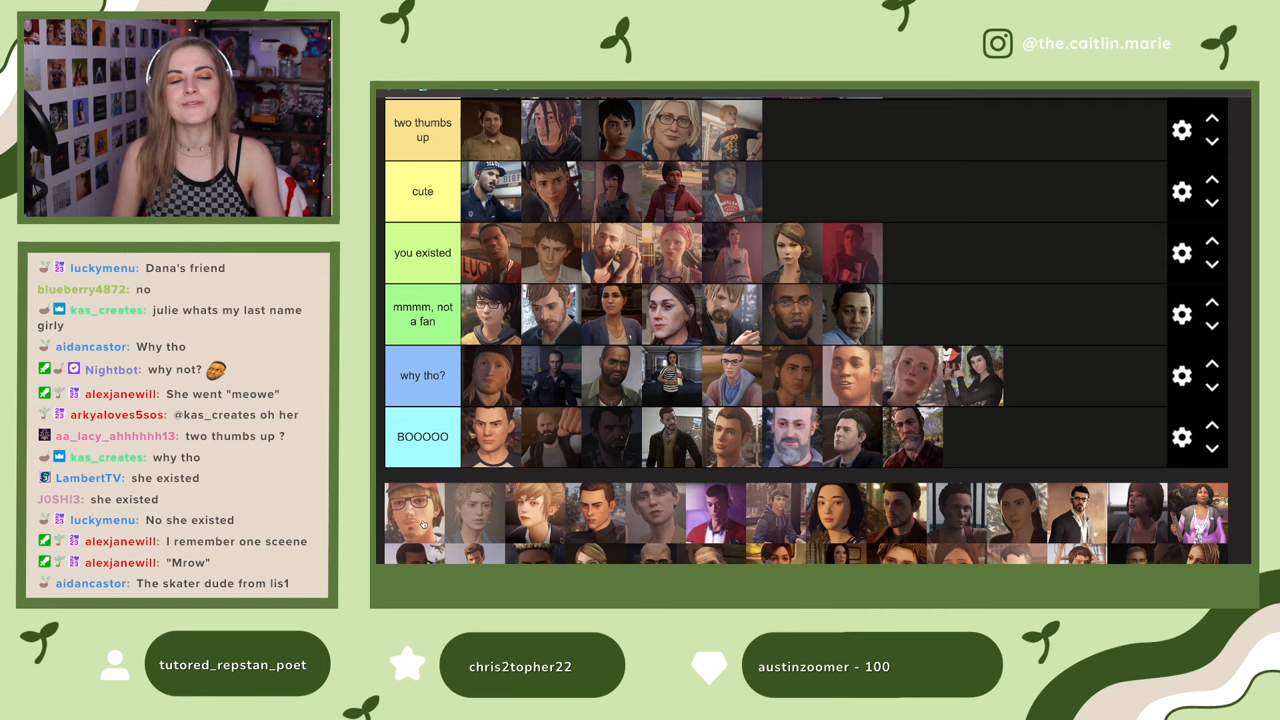 @the.caitlin.marie
two thumbs
up
cute
you existed
mmmm, not
a fan
why tho?
BOOOOO
luckymenu: Dana's friend
blueberry4872: no
kas_creates: julie whats my last name
girly
aidancastor: Why tho
Nightbot: why not?
alexjanewill: She went "meowe"
arkyaloves5sos: @kas_creates oh her
aa_lacy_ahhhhhh13: two thumbs up ?
kas_creates: why tho
LambertTV: she existed
J0SHI3: she existed
luckymenu: No she existed
alexjanewill: I remember one sceene
alexjanewill: "Mrow"
aidancastor: The skater dude from lis1
tutored_repstan_poet
chris2topher22
austinzoomer - 100